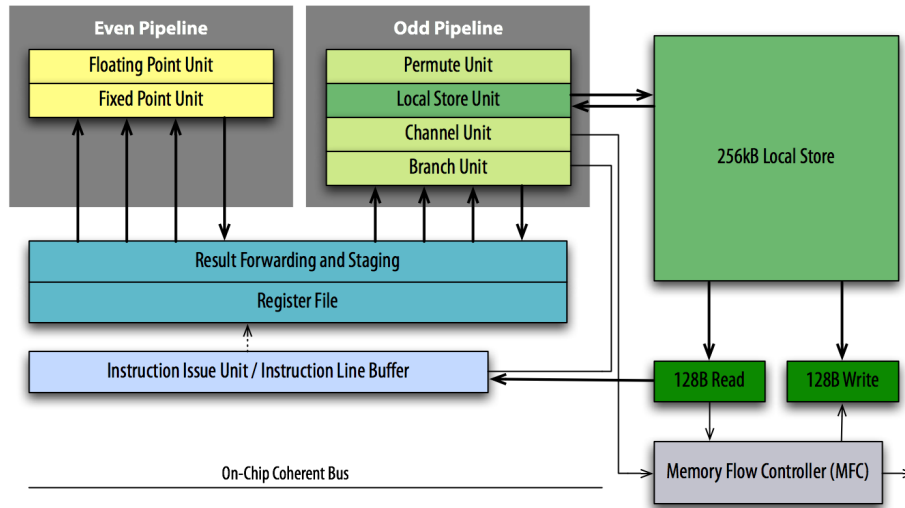 Even Pipeline
Floating Point Unit
Fixed Point Unit
Odd Pipeline
Permute Unit
Local Store Unit
Channel Unit
Branch Unit
256kB Local Store
Result Forwarding and Staging
Register File
Instruction Issue Unit / Instruction Line Buffer
128B Read
128B Write
On-Chip Coherent Bus
Memory Flow Controller (MFC)